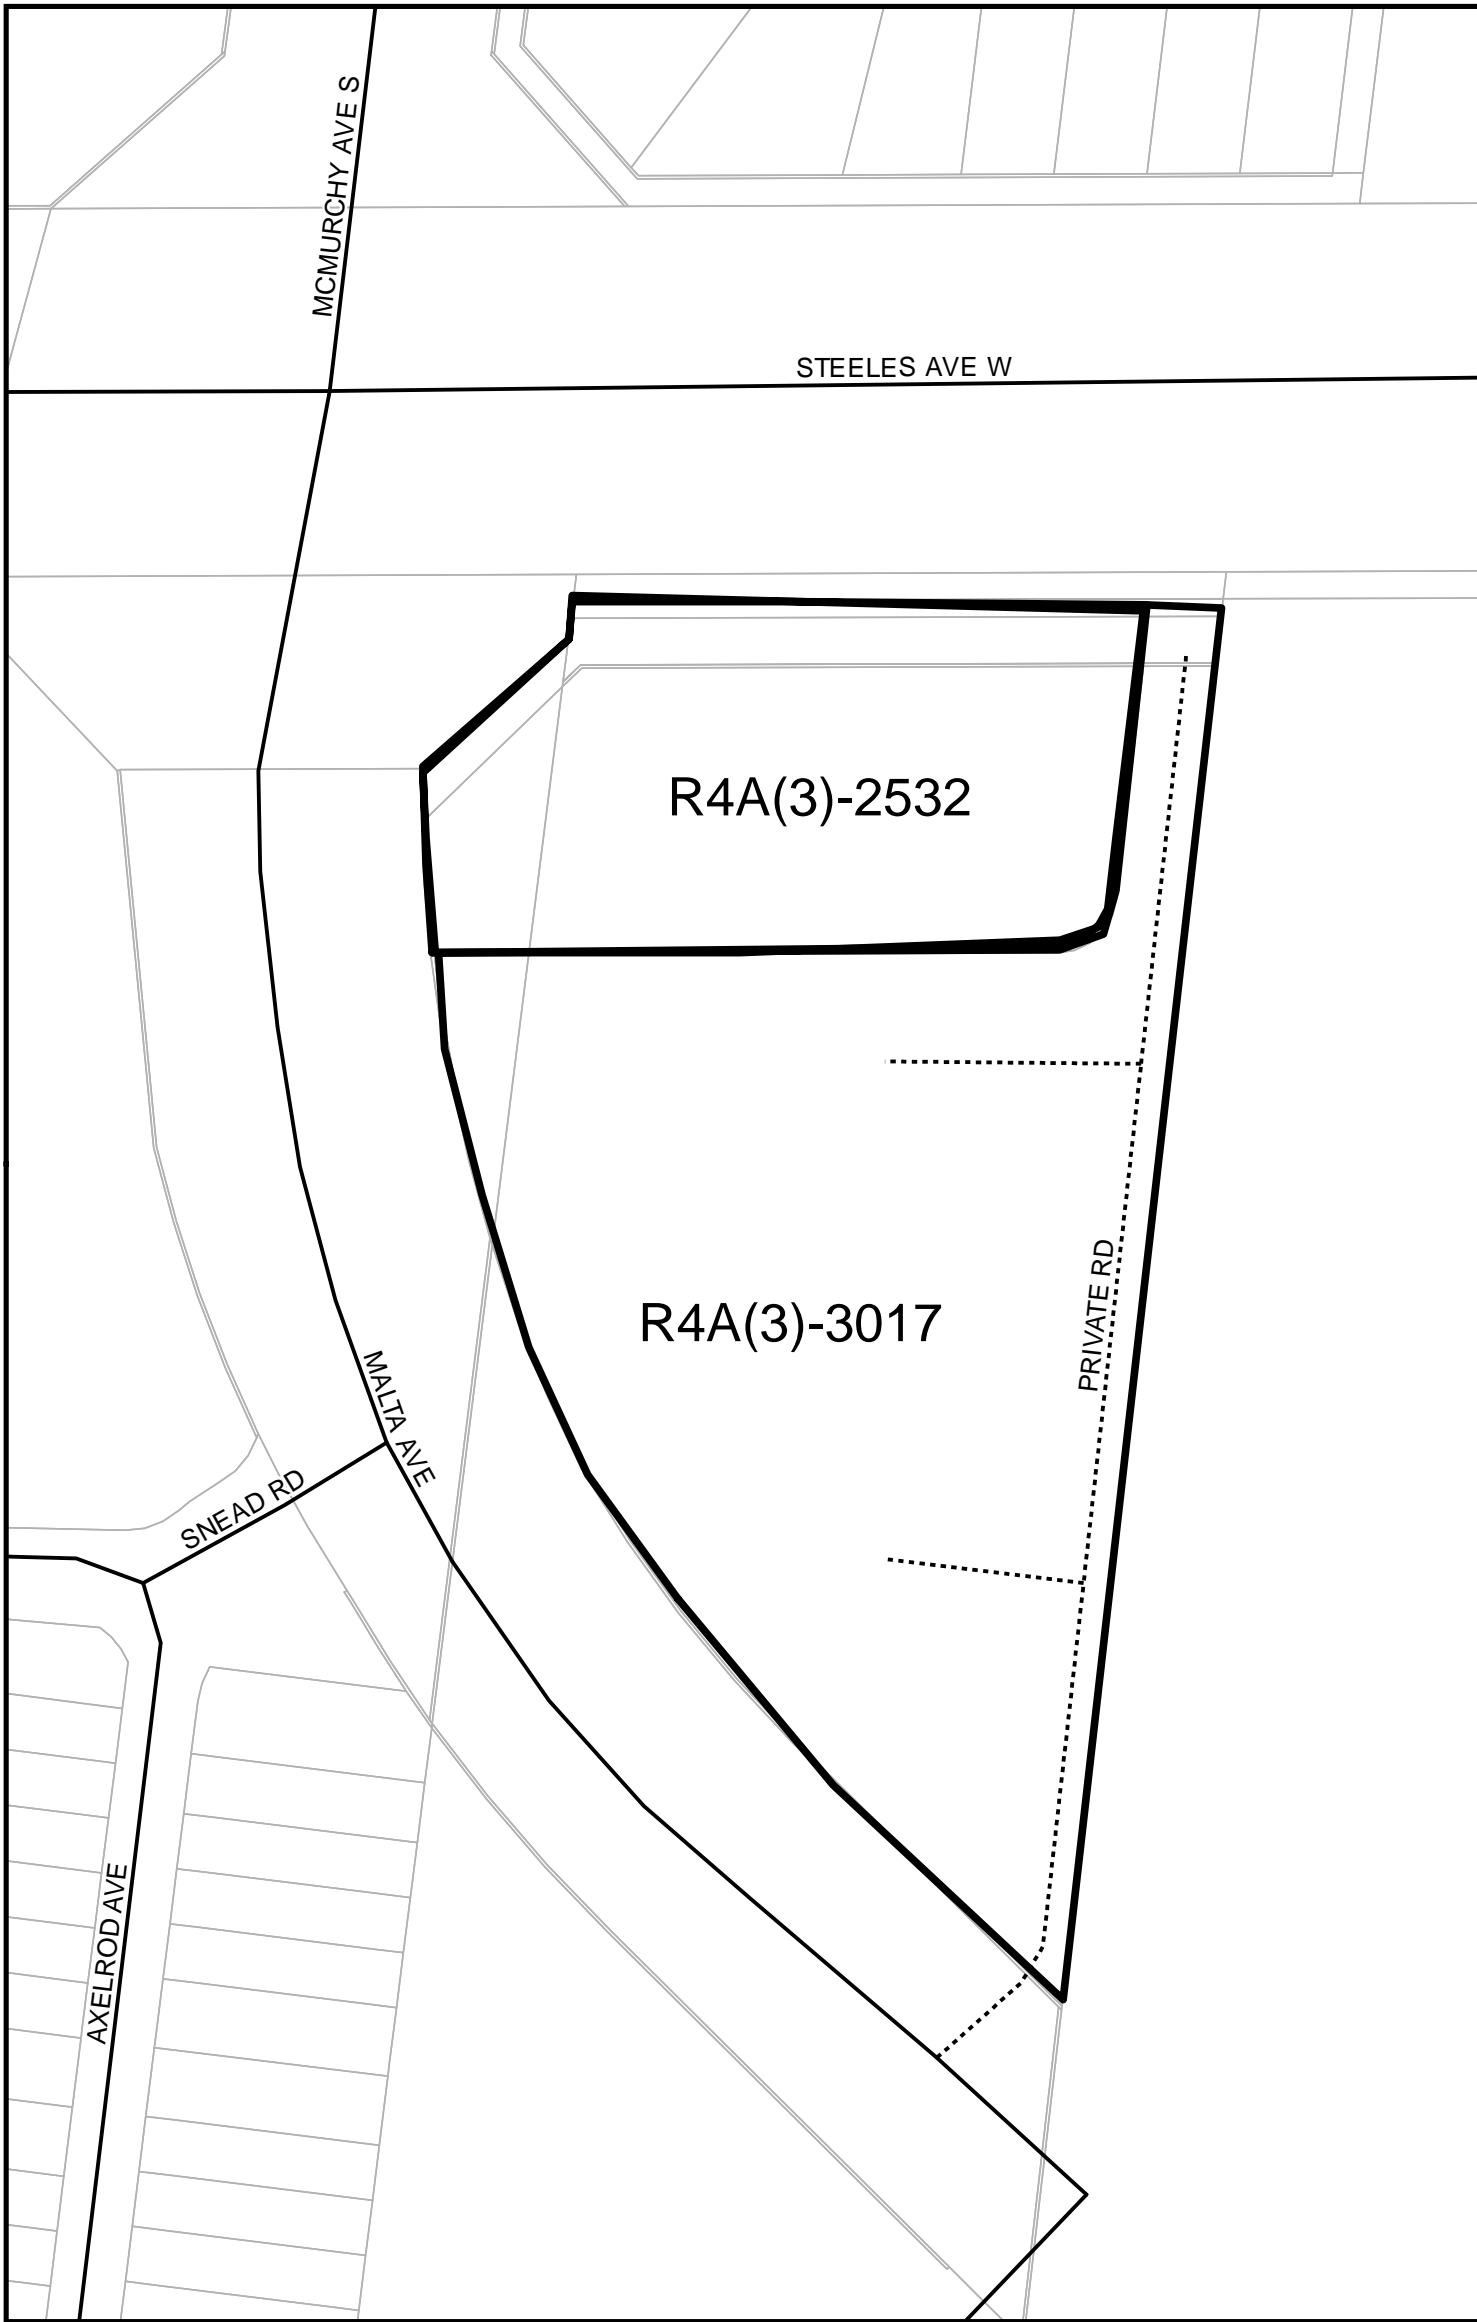 MCMURCHY AVE S
STEELES AVE W
R4A(3)-2532
R4A(3)-3017
PRIVATE RD
MALTA AVE
SNEAD RD
AXELROD AVE